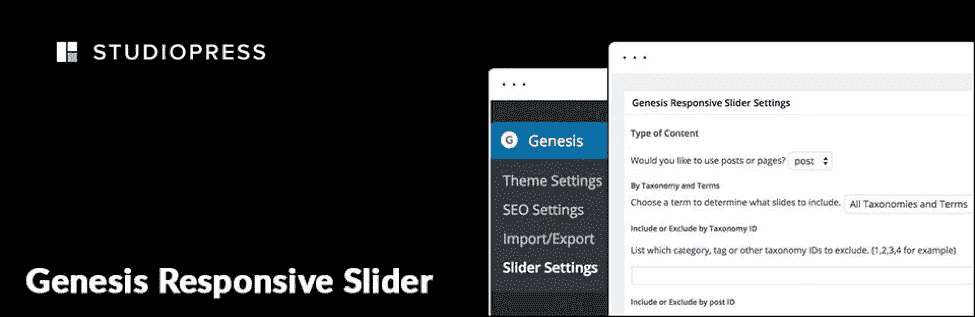 STUDIOPRESS
Genesis Responsive Slider
G Genesis
Theme Settings
SEO Settings
Import/Export
Slider Settings
Genesis Responsive Slider Settings
Type of Content
Would you like to use posts or pages? post
By Taxonomy and Terms
Choose a term to determine what slides to include. All Taxonomies and Terms
Include or Exclude by Taxonomy ID
List which category, tag or other taxonomy IDs to exclude. (1,2,3,4 for example)
Include or Exclude by post ID